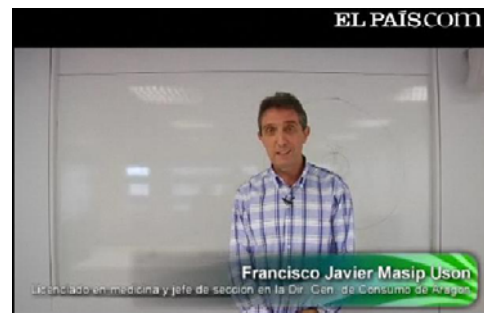 EL PAÍS.COM
Francisco Javier Masip Uson
Licenciado en medicina y jefe de sección en la Dir. Gen. de Consumo de Aragón